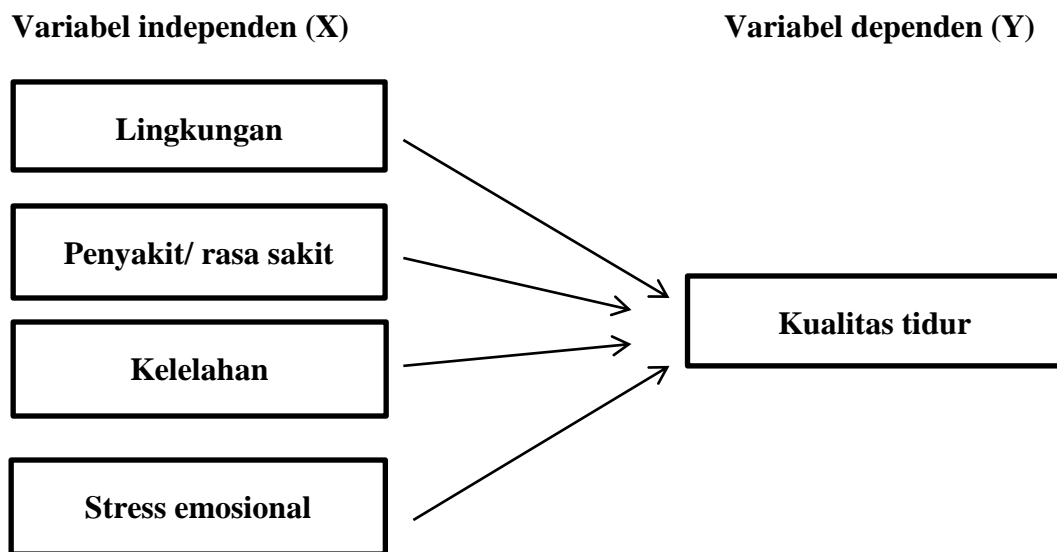 Variabel independen (X)
Variabel dependen (Y)
Lingkungan
Penyakit/ rasa sakit
Kualitas tidur
Kelelahan
Stress emosional